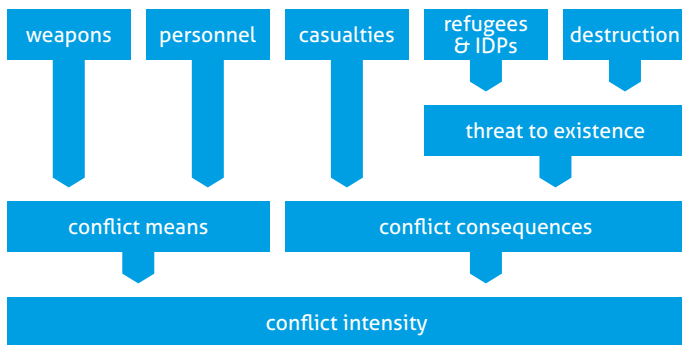 weapons
personnel
casualties
refugees
& IDPs
destruction
threat to existence
conflict means
conflict consequences
conflict intensity